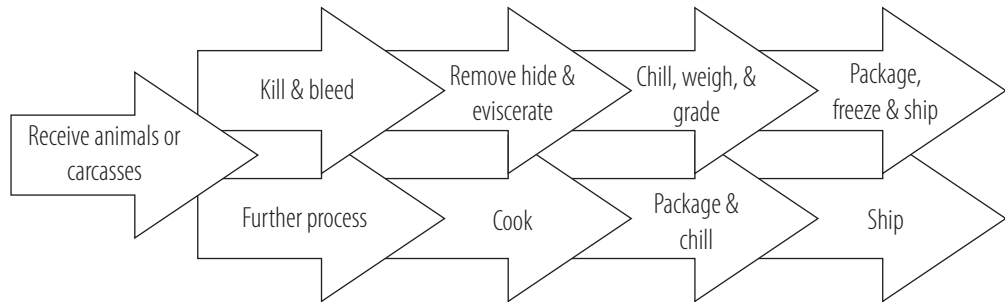 Receive animals or
carcasses
Kill & bleed
Remove hide &
eviscerate
Chill, weigh, &
grade
Package,
freeze & ship
Further process
Cook
Package &
chill
Ship